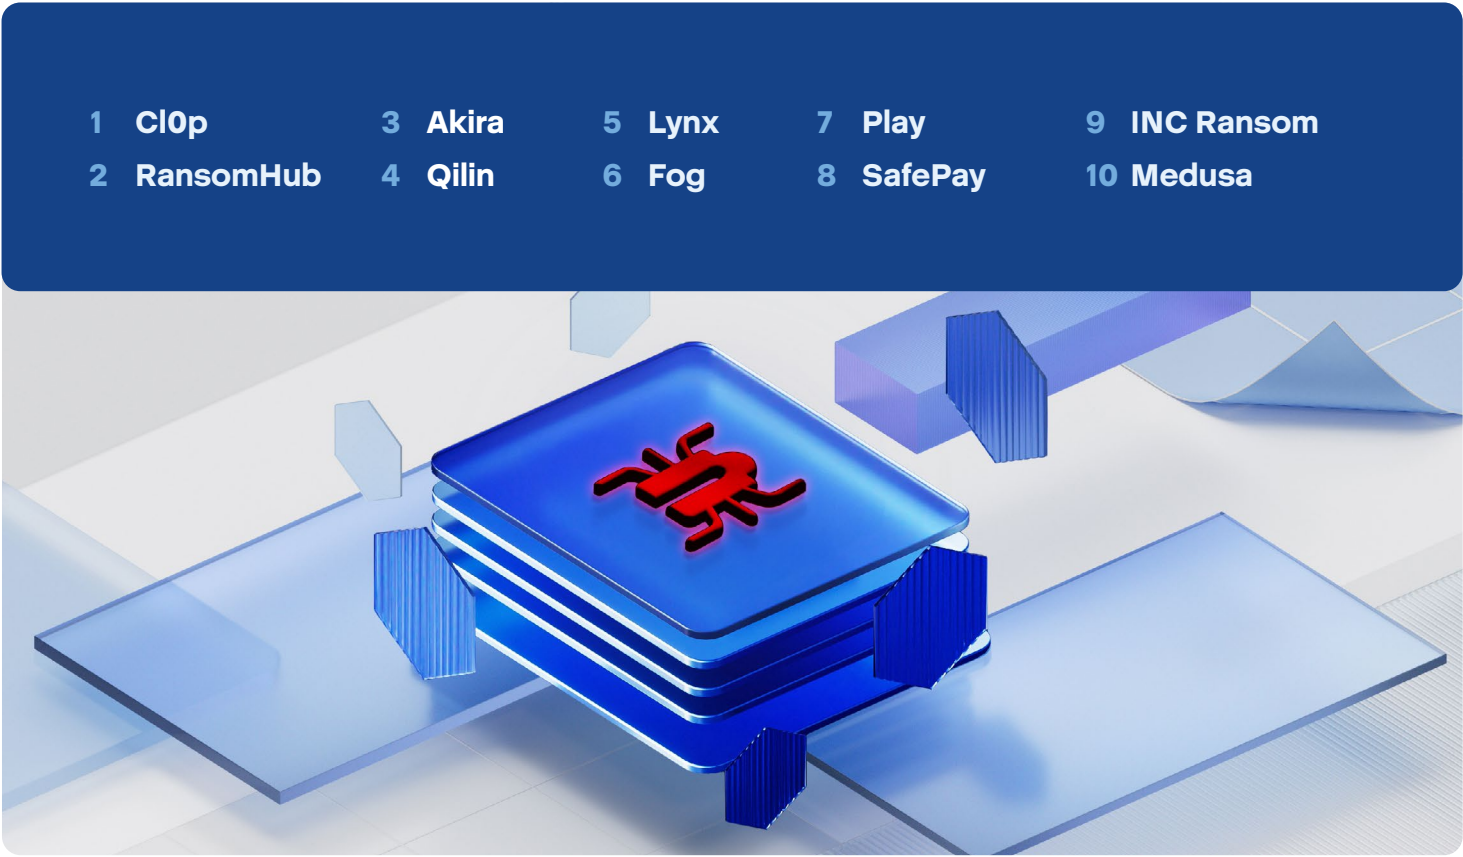 1 Cl0p
2 RansomHub
3 Akira
4 Qilin
5 Lynx
6 Fog
7 Play
8 SafePay
9 INC Ransom
10 Medusa